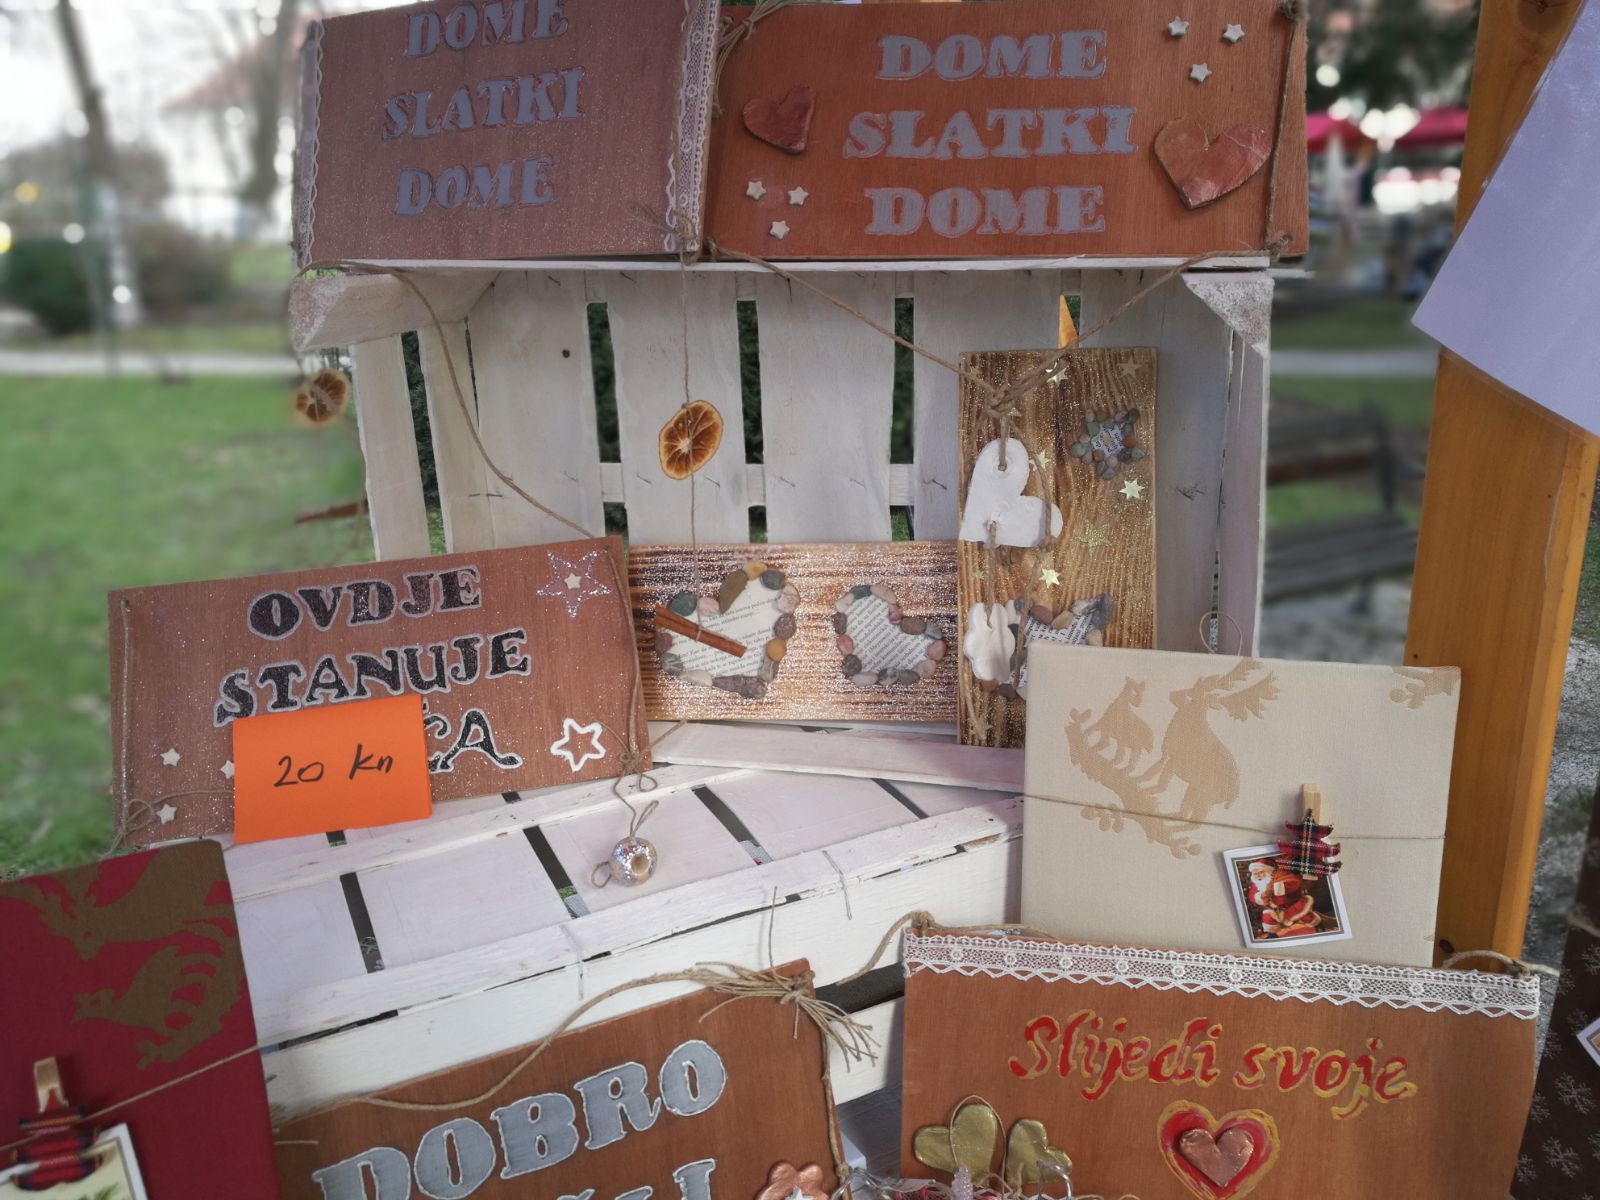 DOME
SLATKI
DOME
DOME
SLATKI
DOME
OVDJE
STANUJE
20 kn
DOBRO
Slijedi svoje